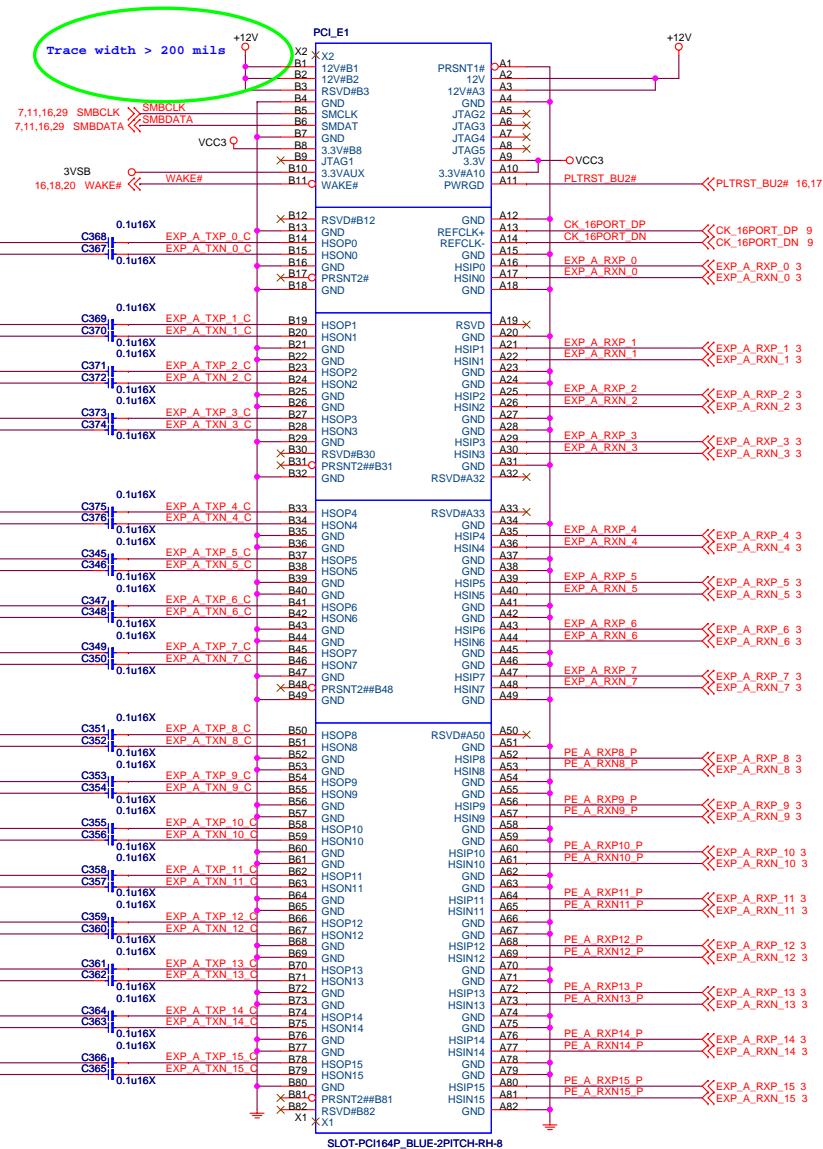 PCI_E1
+12V +12V
Trace width > 200 mils
X2 X2
B1 12V#B1 PRSNT1# A1
B2 12V#B2 12V A2
B3 RSVD#B3 12V#A3 A3
B4 GND GND A4
7,11,16,29 SMBCLK SMBCLK B5 SMCLK JTAG2 A5
7,11,16,29 SMBDATA SMBDATA B6 SMDAT JTAG3 A6
B7 GND JTAG4 A7
VCC3 B8 3.3V#B8 JTAG5 A8
B9 JTAG1 3.3V A9 VCC3
3VSB B10 3.3VAUX 3.3V#A10 A10
16,18,20 WAKE# WAKE# B11 WAKE# PWRGD A11 PLTRST_BU2# PLTRST_BU2# 16,17
B12 RSVD#B12 GND A12
0.1u16X B13 GND REFCLK+ A13 CK_16PORT_DP CK_16PORT_DP 9
C368 EXP_A_TXP_0_C B14 HSOP0 REFCLK- A14 CK_16PORT_DN CK_16PORT_DN 9
C367 EXP_A_TXN_0_C B15 HSON0 GND A15
0.1u16X B16 GND HSIP0 A16 EXP_A_RXP_0 EXP_A_RXP_0 3
B17 PRSNT2# HSIN0 A17 EXP_A_RXN_0 EXP_A_RXN_0 3
B18 GND GND A18
0.1u16X
C369 EXP_A_TXP_1_C B19 HSOP1 RSVD A19
C370 EXP_A_TXN_1_C B20 HSON1 GND A20
0.1u16X B21 GND HSIP1 A21 EXP_A_RXP_1 EXP_A_RXP_1 3
0.1u16X B22 GND HSIN1 A22 EXP_A_RXN_1 EXP_A_RXN_1 3
C371 EXP_A_TXP_2_C B23 HSOP2 GND A23
C372 EXP_A_TXN_2_C B24 HSON2 GND A24
0.1u16X B25 GND HSIP2 A25 EXP_A_RXP_2 EXP_A_RXP_2 3
0.1u16X B26 GND HSIN2 A26 EXP_A_RXN_2 EXP_A_RXN_2 3
C373 EXP_A_TXP_3_C B27 HSOP3 GND A27
C374 EXP_A_TXN_3_C B28 HSON3 GND A28
0.1u16X B29 GND HSIP3 A29 EXP_A_RXP_3 EXP_A_RXP_3 3
B30 RSVD#B30 HSIN3 A30 EXP_A_RXN_3 EXP_A_RXN_3 3
B31 PRSNT2##B31 GND A31
B32 GND RSVD#A32 A32
0.1u16X
C375 EXP_A_TXP_4_C B33 HSOP4 RSVD#A33 A33
C376 EXP_A_TXN_4_C B34 HSON4 GND A34
0.1u16X B35 GND HSIP4 A35 EXP_A_RXP_4 EXP_A_RXP_4 3
0.1u16X B36 GND HSIN4 A36 EXP_A_RXN_4 EXP_A_RXN_4 3
C345 EXP_A_TXP_5_C B37 HSOP5 GND A37
C346 EXP_A_TXN_5_C B38 HSON5 GND A38
0.1u16X B39 GND HSIP5 A39 EXP_A_RXP_5 EXP_A_RXP_5 3
0.1u16X B40 GND HSIN5 A40 EXP_A_RXN_5 EXP_A_RXN_5 3
C347 EXP_A_TXP_6_C B41 HSOP6 GND A41
C348 EXP_A_TXN_6_C B42 HSON6 GND A42
0.1u16X B43 GND HSIP6 A43 EXP_A_RXP_6 EXP_A_RXP_6 3
0.1u16X B44 GND HSIN6 A44 EXP_A_RXN_6 EXP_A_RXN_6 3
C349 EXP_A_TXP_7_C B45 HSOP7 GND A45
C350 EXP_A_TXN_7_C B46 HSON7 GND A46
0.1u16X B47 GND HSIP7 A47 EXP_A_RXP_7 EXP_A_RXP_7 3
B48 PRSNT2##B48 HSIN7 A48 EXP_A_RXN_7 EXP_A_RXN_7 3
B49 GND GND A49
0.1u16X
C351 EXP_A_TXP_8_C B50 HSOP8 RSVD#A50 A50
C352 EXP_A_TXN_8_C B51 HSON8 GND A51
0.1u16X B52 GND HSIP8 A52 PE_A_RXP8_P EXP_A_RXP_8 3
0.1u16X B53 GND HSIN8 A53 PE_A_RXN8_P EXP_A_RXN_8 3
C353 EXP_A_TXP_9_C B54 HSOP9 GND A54
C354 EXP_A_TXN_9_C B55 HSON9 GND A55
0.1u16X B56 GND HSIP9 A56 PE_A_RXP9_P EXP_A_RXP_9 3
0.1u16X B57 GND HSIN9 A57 PE_A_RXN9_P EXP_A_RXN_9 3
C355 EXP_A_TXP_10_C B58 HSOP10 GND A58
C356 EXP_A_TXN_10_C B59 HSON10 GND A59
0.1u16X B60 GND HSIP10 A60 PE_A_RXP10_P EXP_A_RXP_10 3
0.1u16X B61 GND HSIN10 A61 PE_A_RXN10_P EXP_A_RXN_10 3
C358 EXP_A_TXP_11_C B62 HSOP11 GND A62
C357 EXP_A_TXN_11_C B63 HSON11 GND A63
0.1u16X B64 GND HSIP11 A64 PE_A_RXP11_P EXP_A_RXP_11 3
0.1u16X B65 GND HSIN11 A65 PE_A_RXN11_P EXP_A_RXN_11 3
C359 EXP_A_TXP_12_C B66 HSOP12 GND A66
C360 EXP_A_TXN_12_C B67 HSON12 GND A67
0.1u16X B68 GND HSIP12 A68 PE_A_RXP12_P EXP_A_RXP_12 3
0.1u16X B69 GND HSIN12 A69 PE_A_RXN12_P EXP_A_RXN_12 3
C361 EXP_A_TXP_13_C B70 HSOP13 GND A70
C362 EXP_A_TXN_13_C B71 HSON13 GND A71
0.1u16X B72 GND HSIP13 A72 PE_A_RXP13_P EXP_A_RXP_13 3
0.1u16X B73 GND HSIN13 A73 PE_A_RXN13_P EXP_A_RXN_13 3
C364 EXP_A_TXP_14_C B74 HSOP14 GND A74
C363 EXP_A_TXN_14_C B75 HSON14 GND A75
0.1u16X B76 GND HSIP14 A76 PE_A_RXP14_P EXP_A_RXP_14 3
0.1u16X B77 GND HSIN14 A77 PE_A_RXN14_P EXP_A_RXN_14 3
C366 EXP_A_TXP_15_C B78 HSOP15 GND A78
C365 EXP_A_TXN_15_C B79 HSON15 GND A79
0.1u16X B80 GND HSIP15 A80 PE_A_RXP15_P EXP_A_RXP_15 3
B81 PRSNT2##B81 HSIN15 A81 PE_A_RXN15_P EXP_A_RXN_15 3
B82 RSVD#B82 GND A82
X1 X1
SLOT-PCI164P_BLUE-2PITCH-RH-8